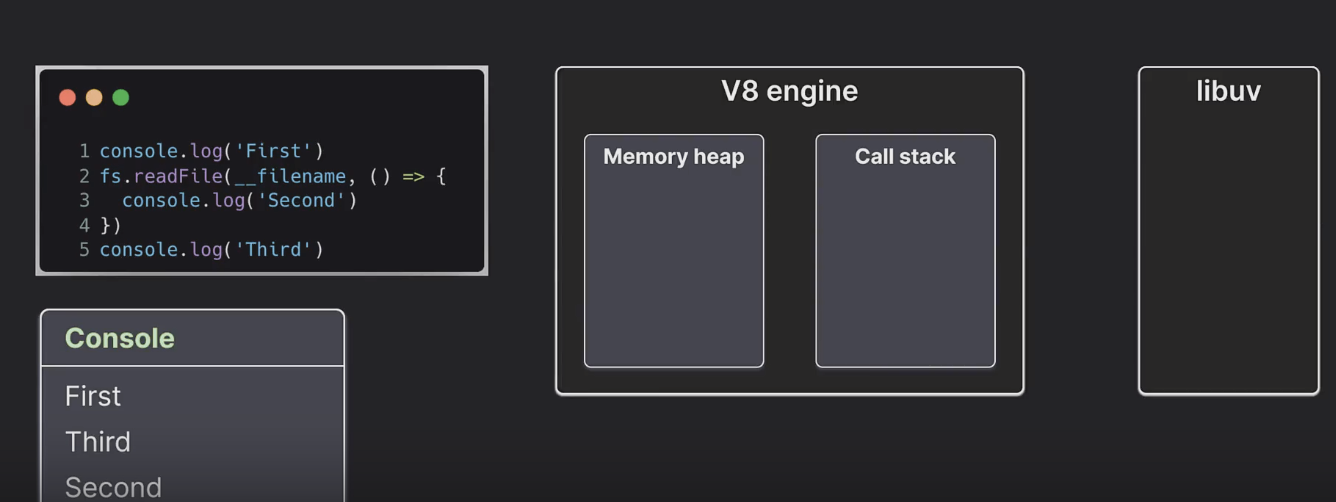 1 console.log('First')
2 fs.readFile(__filename, () => {
3   console.log('Second')
4 })
5 console.log('Third')
Console
First
Third
Second
V8 engine
Memory heap
Call stack
libuv